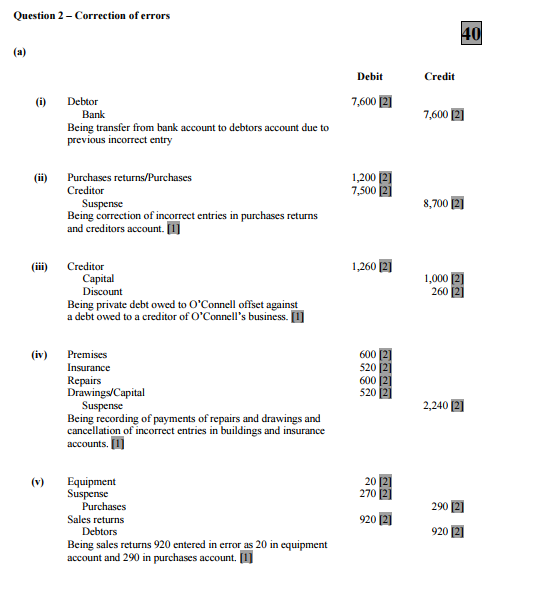 Question 2 – Correction of errors
40
(a)
Debit Credit
(i) Debtor 7,600 [2]
Bank 7,600 [2]
Being transfer from bank account to debtors account due to
previous incorrect entry
(ii) Purchases returns/Purchases 1,200 [2]
Creditor 7,500 [2]
Suspense 8,700 [2]
Being correction of incorrect entries in purchases returns
and creditors account. [1]
(iii) Creditor 1,260 [2]
Capital 1,000 [2]
Discount 260 [2]
Being private debt owed to O’Connell offset against
a debt owed to a creditor of O’Connell’s business. [1]
(iv) Premises 600 [2]
Insurance 520 [2]
Repairs 600 [2]
Drawings/Capital 520 [2]
Suspense 2,240 [2]
Being recording of payments of repairs and drawings and
cancellation of incorrect entries in buildings and insurance
accounts. [1]
(v) Equipment 20 [2]
Suspense 270 [2]
Purchases 290 [2]
Sales returns 920 [2]
Debtors 920 [2]
Being sales returns 920 entered in error as 20 in equipment
account and 290 in purchases account. [1]